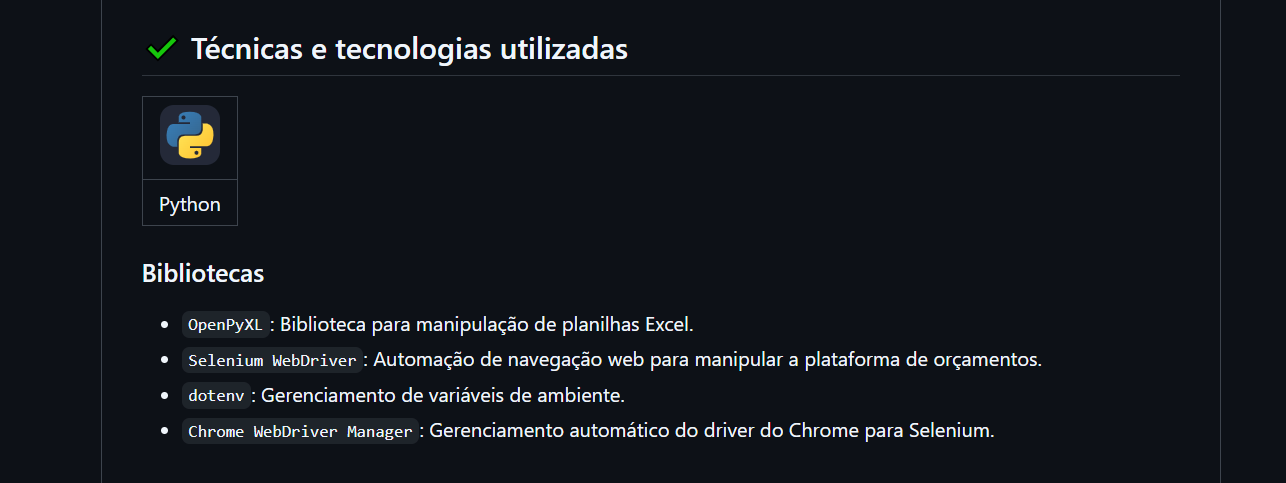 Técnicas e tecnologias utilizadas
Python
Bibliotecas
OpenPyXL: Biblioteca para manipulação de planilhas Excel.
Selenium WebDriver: Automação de navegação web para manipular a plataforma de orçamentos.
dotenv: Gerenciamento de variáveis de ambiente.
Chrome WebDriver Manager: Gerenciamento automático do driver do Chrome para Selenium.